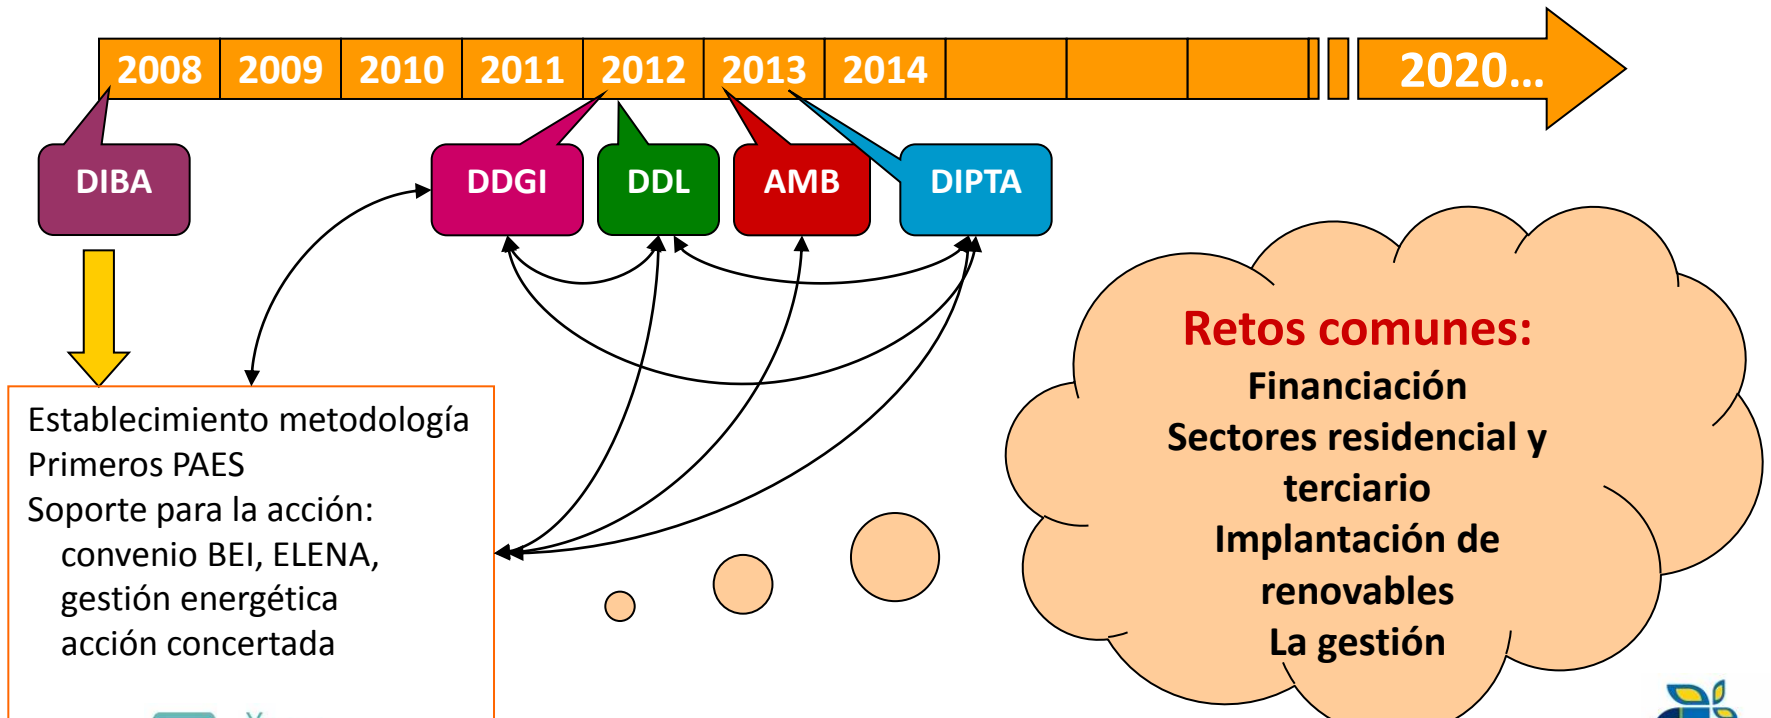 2008 2009 2010 2011 2012 2013 2014 2020...
DIBA DDGI DDL AMB DIPTA
Establecimiento metodología
Primeros PAES
Soporte para la acción:
convenio BEI, ELENA,
gestión energética
acción concertada
Retos comunes:
Financiación
Sectores residencial y
terciario
Implantación de
renovables
La gestión